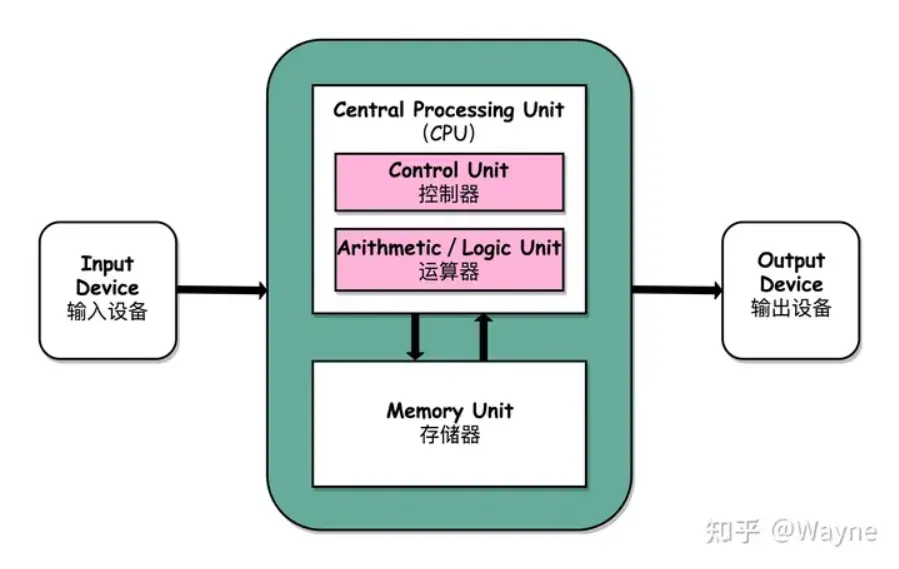 Central Processing Unit
(CPU)
Control Unit
控制器
Arithmetic / Logic Unit
运算器
Input
Device
输入设备
Output
Device
输出设备
Memory Unit
存储器
知乎 @Wayne